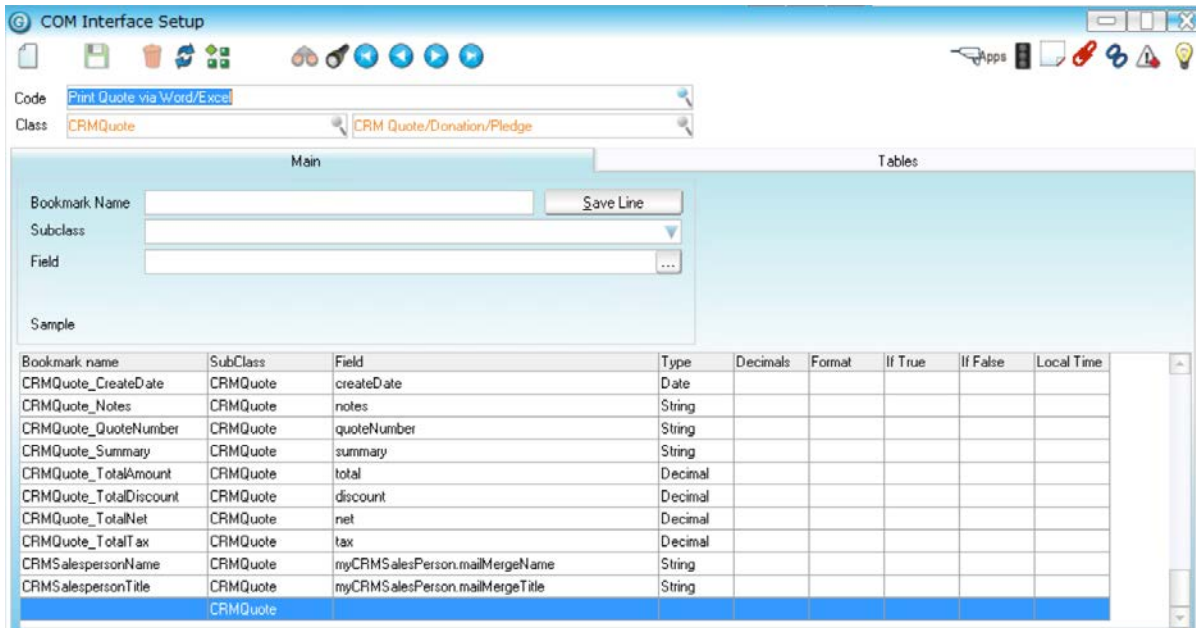 G COM Interface Setup
Apps
Code Print Quote via Word/Excel
Class CRMQuote CRM Quote/Donation/Pledge
Main Tables
Bookmark Name Save Line
Subclass
Field ...
Sample
Bookmark name SubClass Field Type Decimals Format If True If False Local Time
CRMQuote_CreateDate CRMQuote createDate Date
CRMQuote_Notes CRMQuote notes String
CRMQuote_QuoteNumber CRMQuote quoteNumber String
CRMQuote_Summary CRMQuote summary String
CRMQuote_TotalAmount CRMQuote total Decimal
CRMQuote_TotalDiscount CRMQuote discount Decimal
CRMQuote_TotalNet CRMQuote net Decimal
CRMQuote_TotalTax CRMQuote tax Decimal
CRMSalespersonName CRMQuote myCRMSalesPerson.mailMergeName String
CRMSalespersonTitle CRMQuote myCRMSalesPerson.mailMergeTitle String
CRMQuote